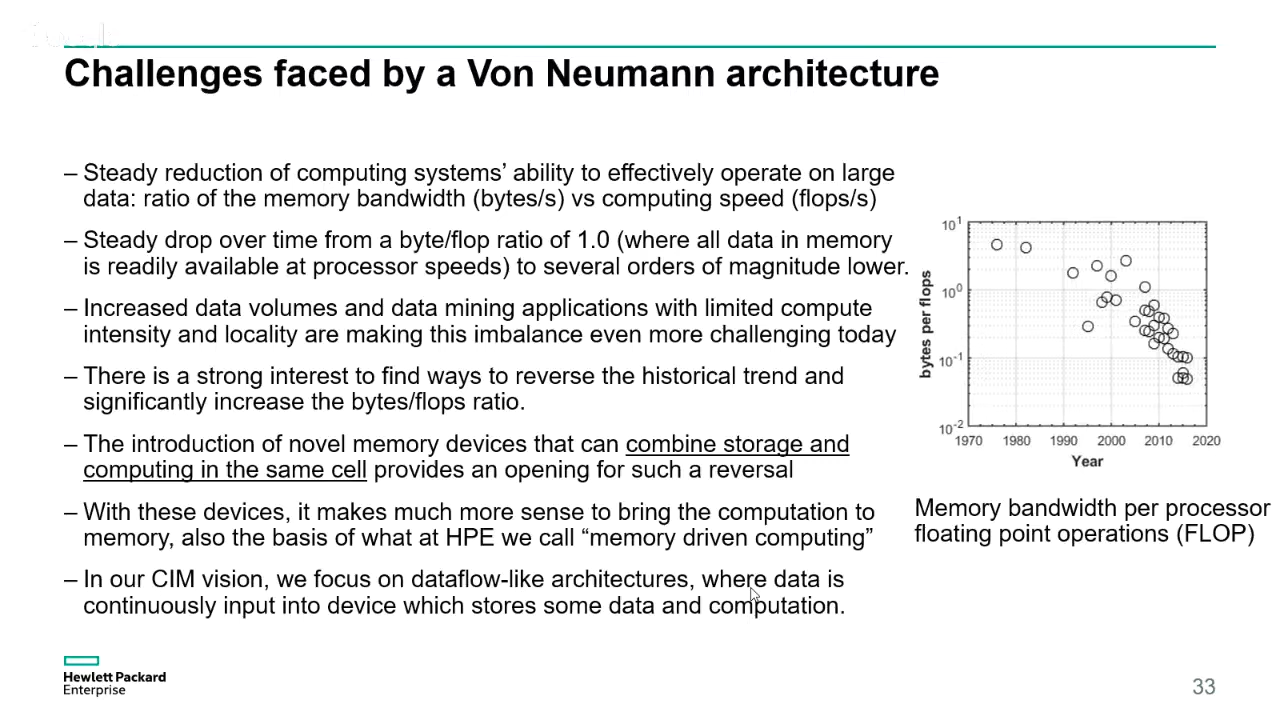 Challenges faced by a Von Neumann architecture
– Steady reduction of computing systems’ ability to effectively operate on large
data: ratio of the memory bandwidth (bytes/s) vs computing speed (flops/s)
– Steady drop over time from a byte/flop ratio of 1.0 (where all data in memory
is readily available at processor speeds) to several orders of magnitude lower.
– Increased data volumes and data mining applications with limited compute
intensity and locality are making this imbalance even more challenging today
– There is a strong interest to find ways to reverse the historical trend and
significantly increase the bytes/flops ratio.
– The introduction of novel memory devices that can combine storage and
computing in the same cell provides an opening for such a reversal
– With these devices, it makes much more sense to bring the computation to
memory, also the basis of what at HPE we call “memory driven computing”
– In our CIM vision, we focus on dataflow-like architectures, where data is
continuously input into device which stores some data and computation.
bytes per flops
10^1
10^0
10^-1
10^-2
1970 1980 1990 2000 2010 2020
Year
Memory bandwidth per processor
floating point operations (FLOP)
Hewlett Packard
Enterprise
33